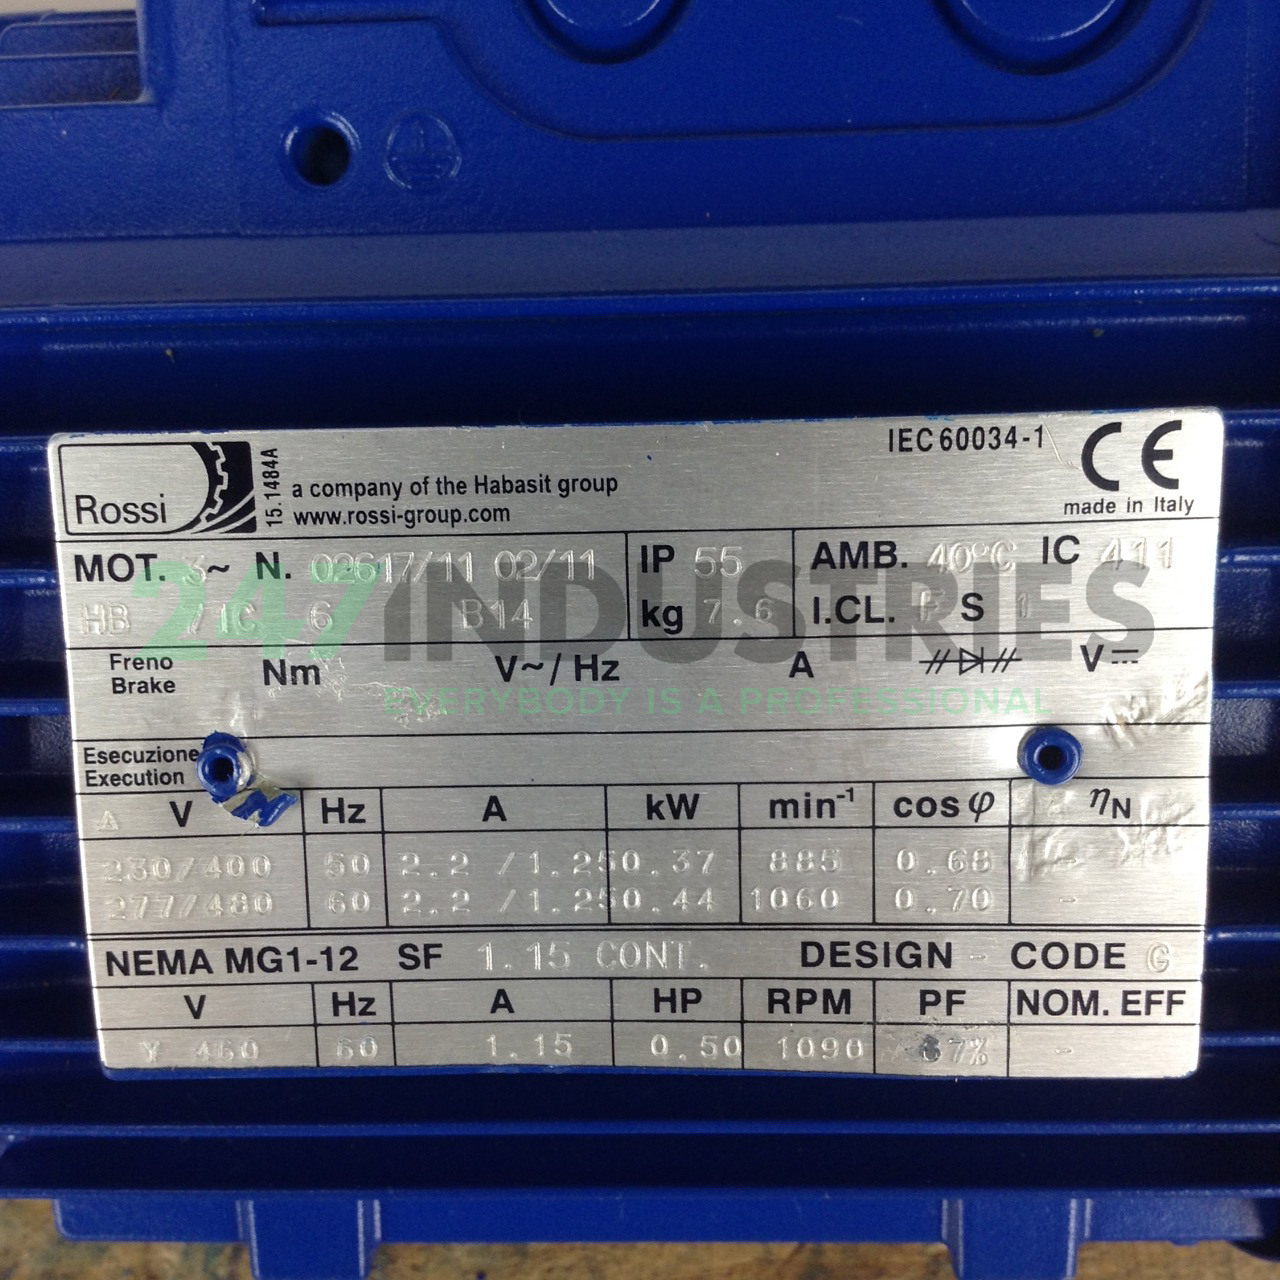 Rossi
15.1484A
a company of the Habasit group
www.rossi-group.com
IEC 60034-1
CE
made in Italy
MOT. 3~ N. 02617/11 02/11 IP 55 AMB. 40°C IC 411
HB 71C 6 B14 kg 7.6 I.CL. F S 1
Freno
Brake
Nm V~/Hz A V
Esecuzione
Execution
Δ V Hz A kW min-1 cos φ ηN
230/400 50 2.2 /1.25 0.37 885 0.68 -
277/480 60 2.2 /1.25 0.44 1060 0.70 -
NEMA MG1-12 SF 1.15 CONT. DESIGN - CODE G
V Hz A HP RPM PF NOM. EFF
Y 460 60 1.15 0.50 1090 -
247 INDUSTRIES
EVERYBODY IS A PROFESSIONAL